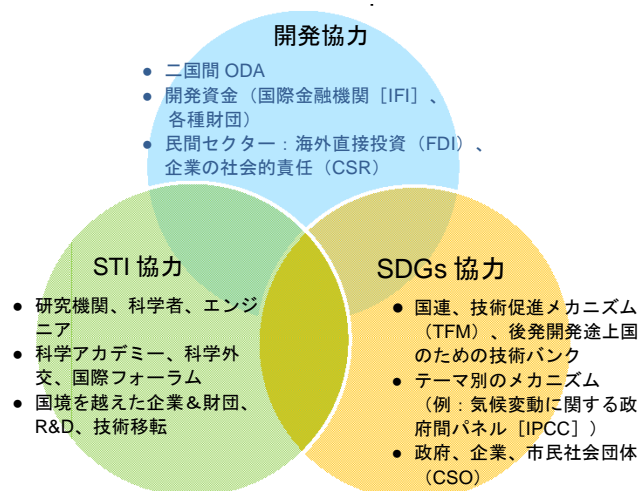 開発協力
● 二国間 ODA
● 開発資金（国際金融機関［IFI］、
各種財団）
● 民間セクター：海外直接投資（FDI）、
企業の社会的責任（CSR）
STI 協力
● 研究機関、科学者、エンジ
ニア
● 科学アカデミー、科学外
交、国際フォーラム
● 国境を越えた企業＆財団、
R&D、技術移転
SDGs 協力
● 国連、技術促進メカニズム
（TFM）、後発開発途上国
のための技術バンク
● テーマ別のメカニズム
（例：気候変動に関する政
府間パネル［IPCC］）
● 政府、企業、市民社会団体
（CSO）